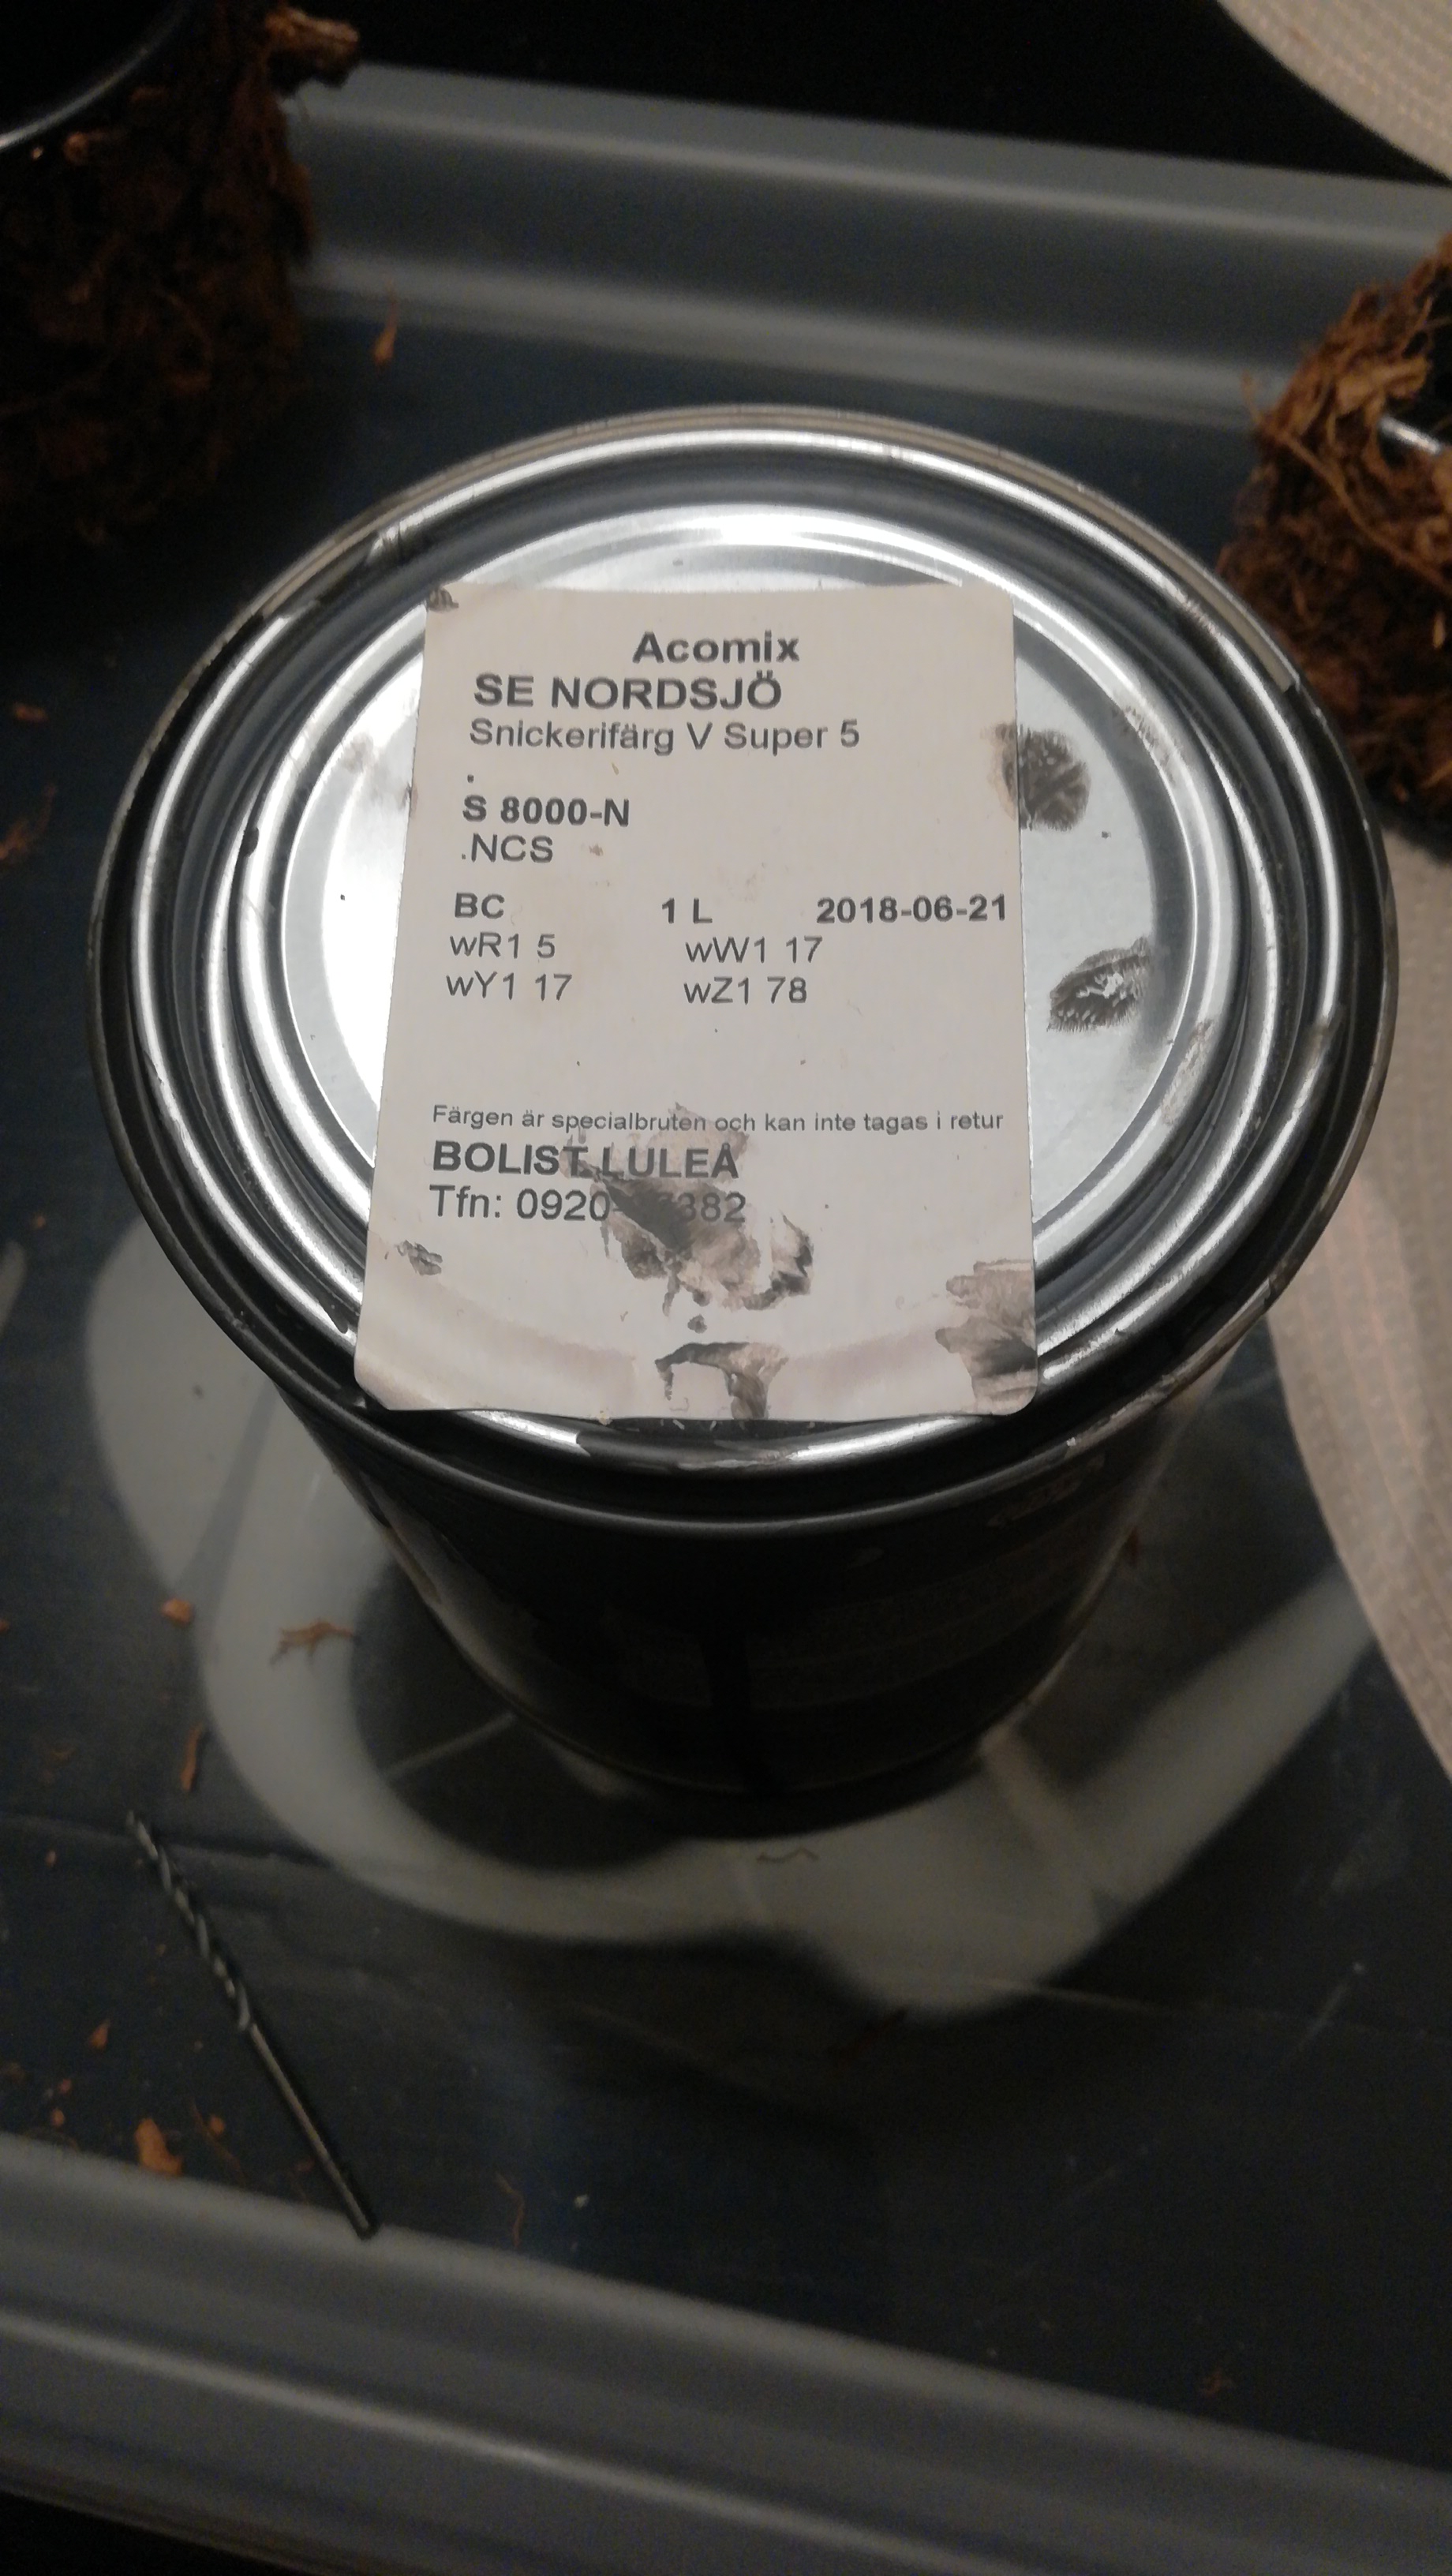 Acomix
SE NORDSJÖ
Snickerifärg V Super 5
.
S 8000-N
.NCS
BC 1 L 2018-06-21
wR1 5 wW1 17
wY1 17 wZ1 78
Färgen är specialbruten och kan inte tagas i retur
BOLIST LULEÅ
Tfn: